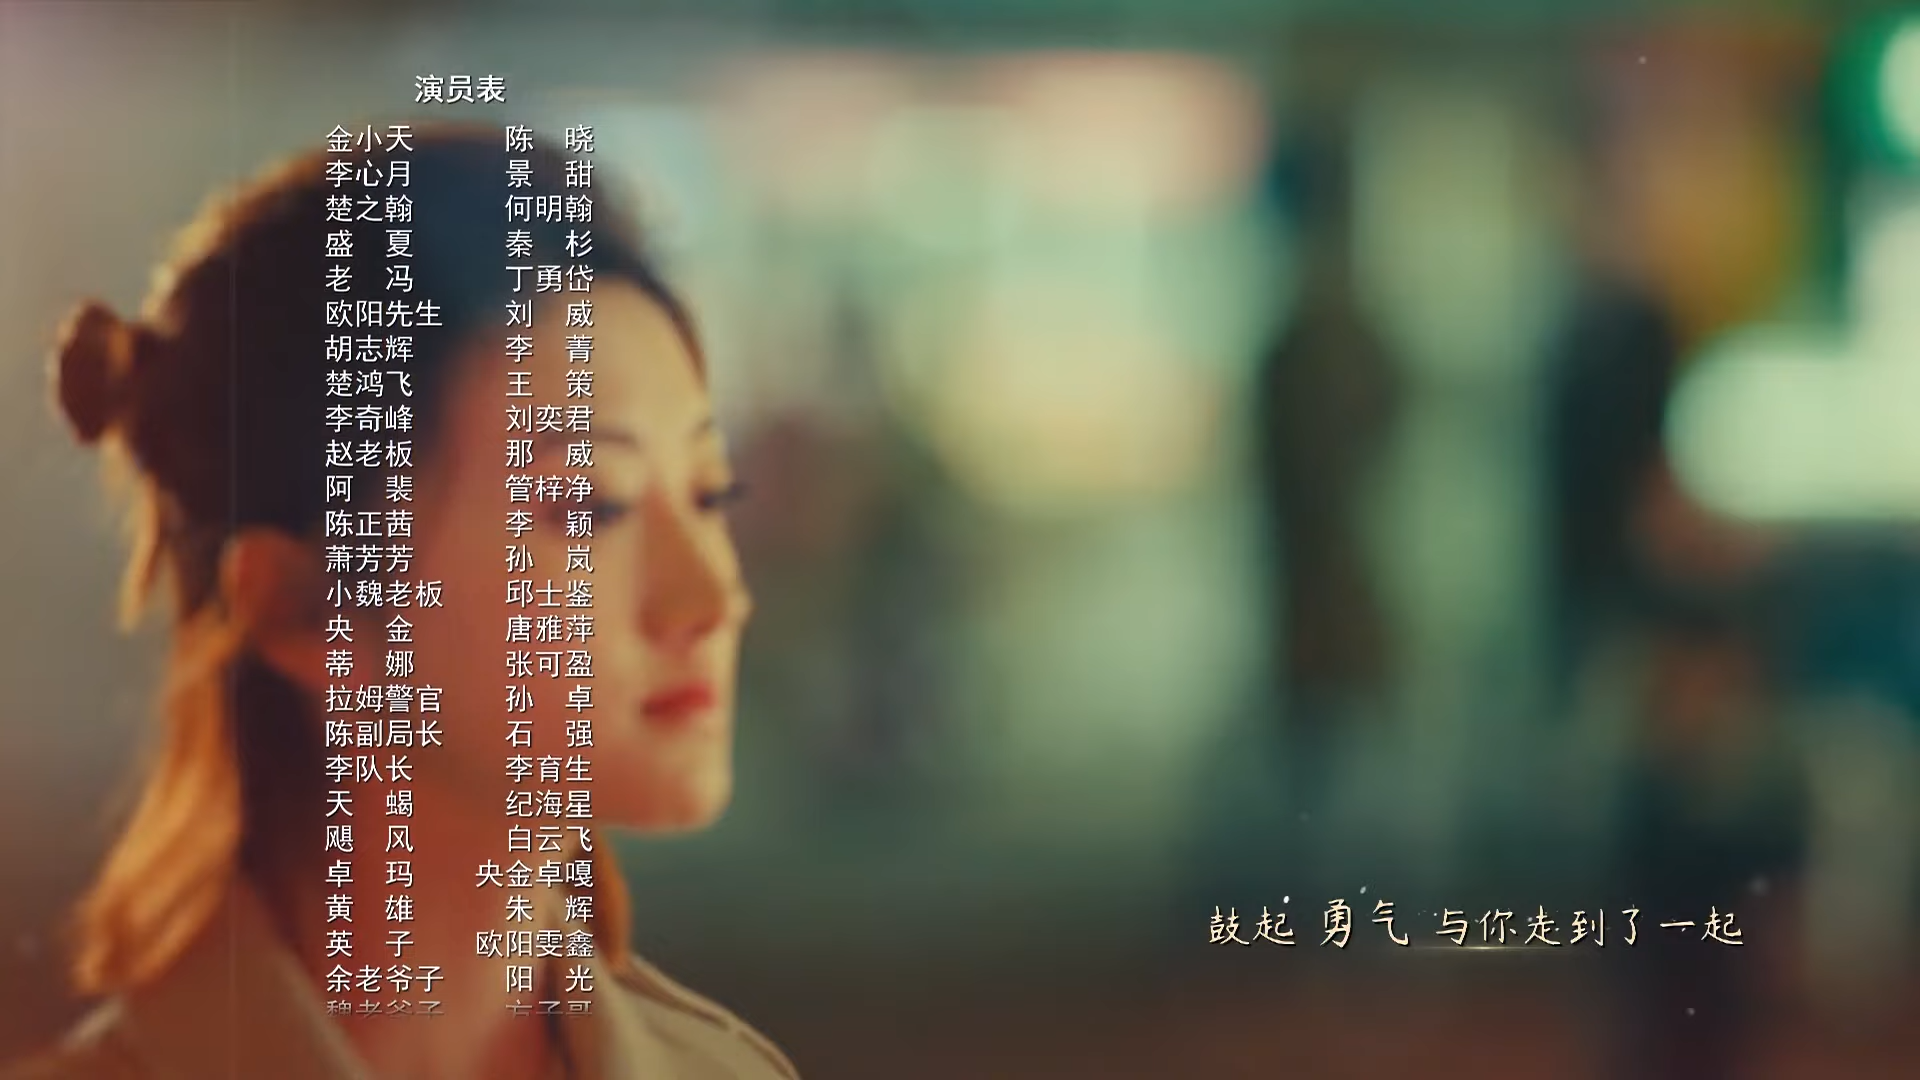 演员表
金小天 陈晓
李心月 景甜
楚之翰 何明翰
盛夏 秦杉
老冯 丁勇岱
欧阳先生 刘威
胡志辉 李菁
楚鸿飞 王策
李奇峰 刘奕君
赵老板 那威
阿裴 管梓净
陈正茜 李颖
萧芳芳 孙岚
小魏老板 邱士鉴
央金 唐雅萍
蒂娜 张可盈
拉姆警官 孙卓
陈副局长 石强
李队长 李育生
天蝎 纪海星
飓风 白云飞
卓玛 央金卓嘎
黄雄 朱辉
英子 欧阳雯鑫
余老爷子 阳光
魏老爷子 方子哥
鼓起 勇气 与你走到了一起